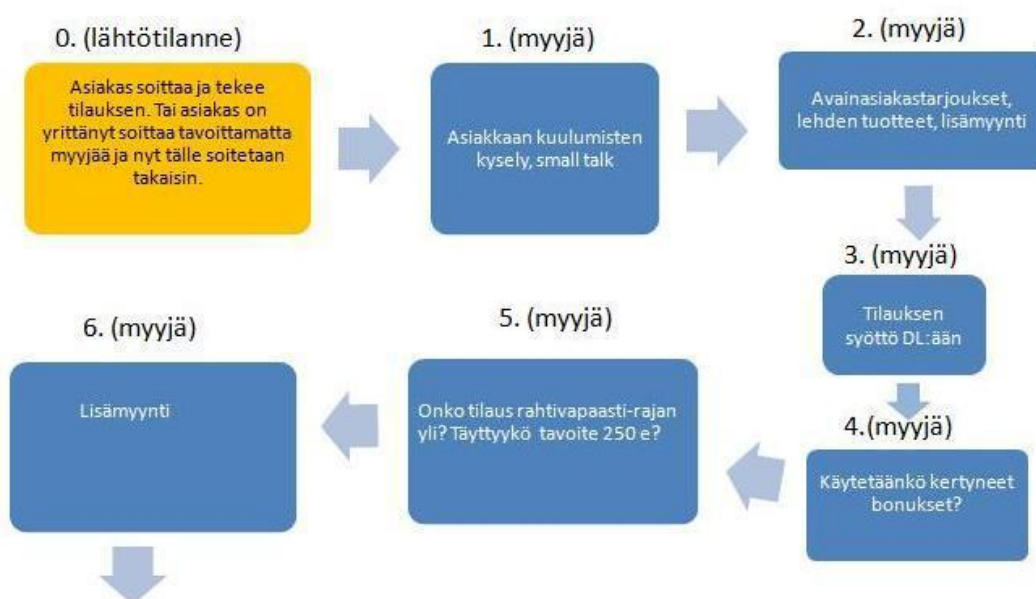 0. (lähtötilanne)
Asiakas soittaa ja tekee
tilauksen. Tai asiakas on
yrittänyt soittaa tavoittamatta
myyjää ja nyt tälle soitetaan
takaisin.
1. (myyjä)
Asiakkaan kuulumisten
kysely, small talk
2. (myyjä)
Avainasiakastarjoukset,
lehden tuotteet, lisämyynti
3. (myyjä)
Tilauksen
syöttö DL:ään
4.(myyjä)
Käytetäänkö kertyneet
bonukset?
5. (myyjä)
Onko tilaus rahtivapaasti-rajan
yli? Täyttyykö tavoite 250 e?
6. (myyjä)
Lisämyynti